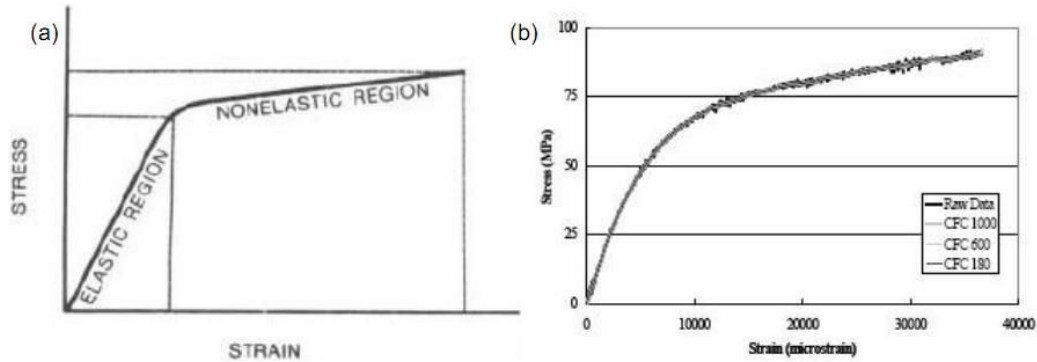 (a)
STRESS
ELASTIC REGION
NONELASTIC REGION
STRAIN
(b)
Stress (MPa)
100
75
50
25
0
0 10000 20000 30000 40000
Strain (microstrain)
Raw Data
CFC 1000
CFC 600
CFC 180